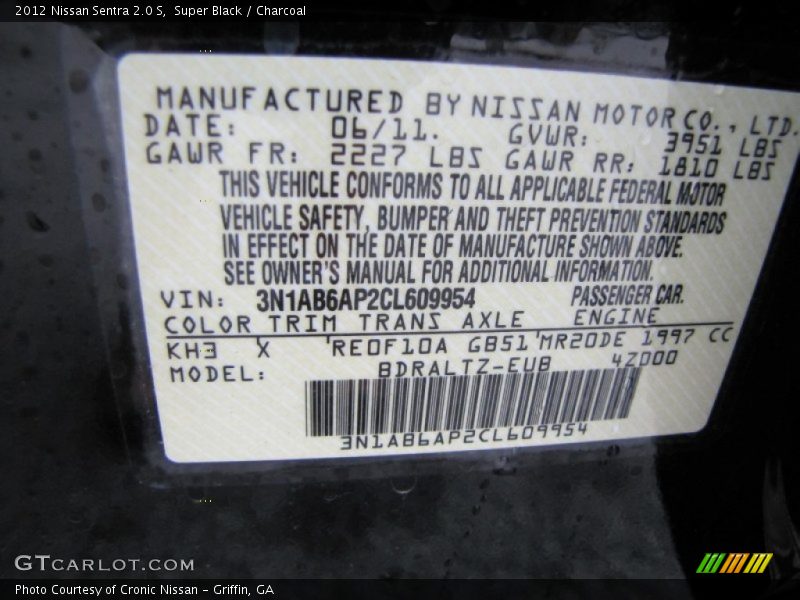 2012 Nissan Sentra 2.0 S, Super Black / Charcoal
MANUFACTURED BY NISSAN MOTOR CO., LTD.
DATE: 06/11. GVWR: 3951 LBS
GAWR FR: 2227 LBS GAWR RR: 1810 LBS
THIS VEHICLE CONFORMS TO ALL APPLICABLE FEDERAL MOTOR
VEHICLE SAFETY, BUMPER AND THEFT PREVENTION STANDARDS
IN EFFECT ON THE DATE OF MANUFACTURE SHOWN ABOVE.
SEE OWNER'S MANUAL FOR ADDITIONAL INFORMATION.
VIN: 3N1AB6AP2CL609954 PASSENGER CAR.
COLOR TRIM TRANS AXLE ENGINE
KH3 X 'RE0F10A GB51'MR20DE 1997 CC
MODEL: BDRALTZ-EUB 4Z000
3N1AB6AP2CL609954
GTCARLOT.COM
Photo Courtesy of Cronic Nissan - Griffin, GA